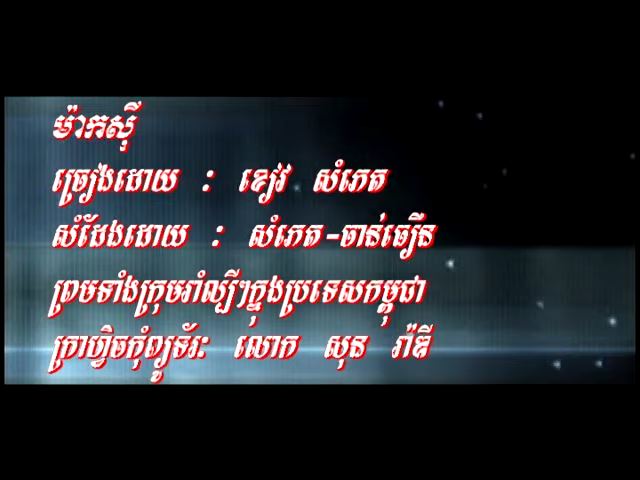 ម៉ាកស៊ី
ច្រៀងដោយ : ខៀវ សំភេត
សំដែងដោយ : សំភេត-ចាន់ធឿន
ព្រមទាំងក្រុមរាំល្បីៗក្នុងប្រទេសកម្ពុជា
ក្រាហ្វិចកុំព្យូទ័រ: លោក សុន រ៉ាឌី